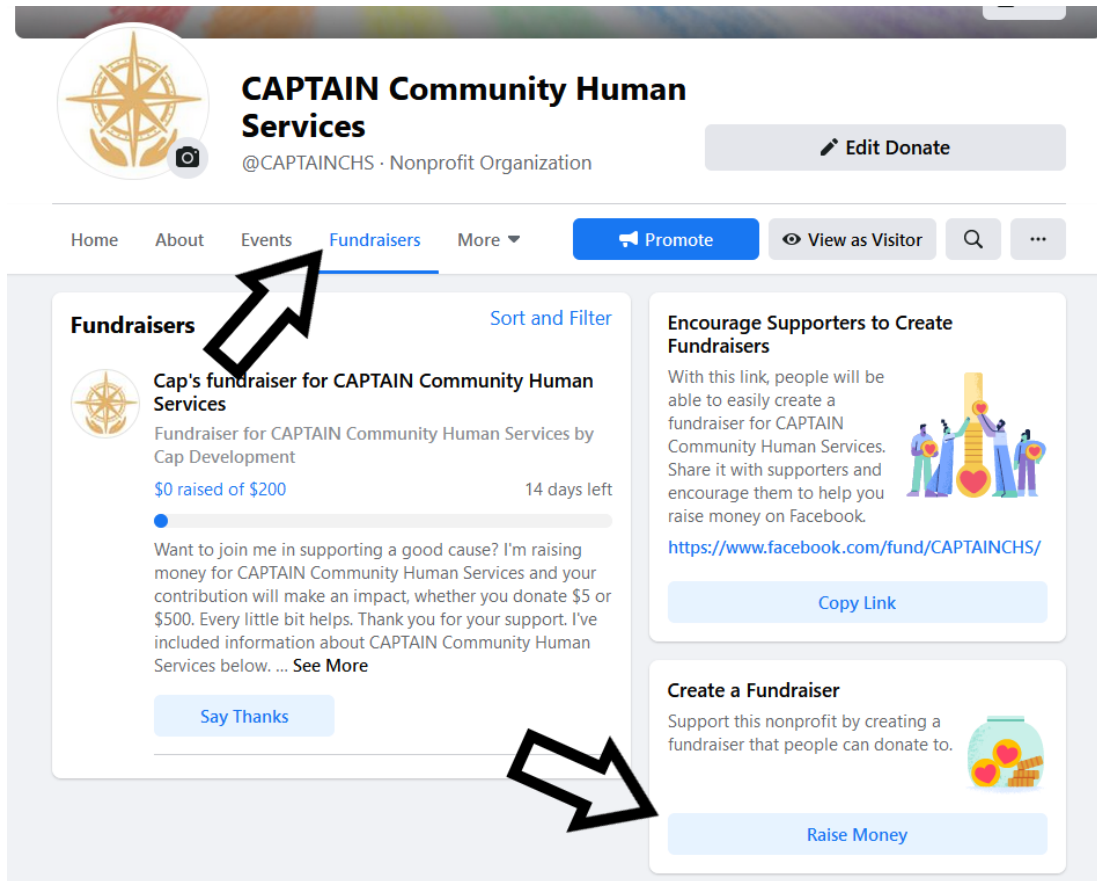 CAPTAIN Community Human
Services
@CAPTAINCHS · Nonprofit Organization
Edit Donate
Home
About
Events
Fundraisers
More
Promote
View as Visitor
Fundraisers
Sort and Filter
Cap's fundraiser for CAPTAIN Community Human
Services
Fundraiser for CAPTAIN Community Human Services by
Cap Development
$0 raised of $200
14 days left
Want to join me in supporting a good cause? I'm raising
money for CAPTAIN Community Human Services and your
contribution will make an impact, whether you donate $5 or
$500. Every little bit helps. Thank you for your support. I've
included information about CAPTAIN Community Human
Services below. ... See More
Say Thanks
Encourage Supporters to Create
Fundraisers
With this link, people will be
able to easily create a
fundraiser for CAPTAIN
Community Human Services.
Share it with supporters and
encourage them to help you
raise money on Facebook.
https://www.facebook.com/fund/CAPTAINCHS/
Copy Link
Create a Fundraiser
Support this nonprofit by creating a
fundraiser that people can donate to.
Raise Money